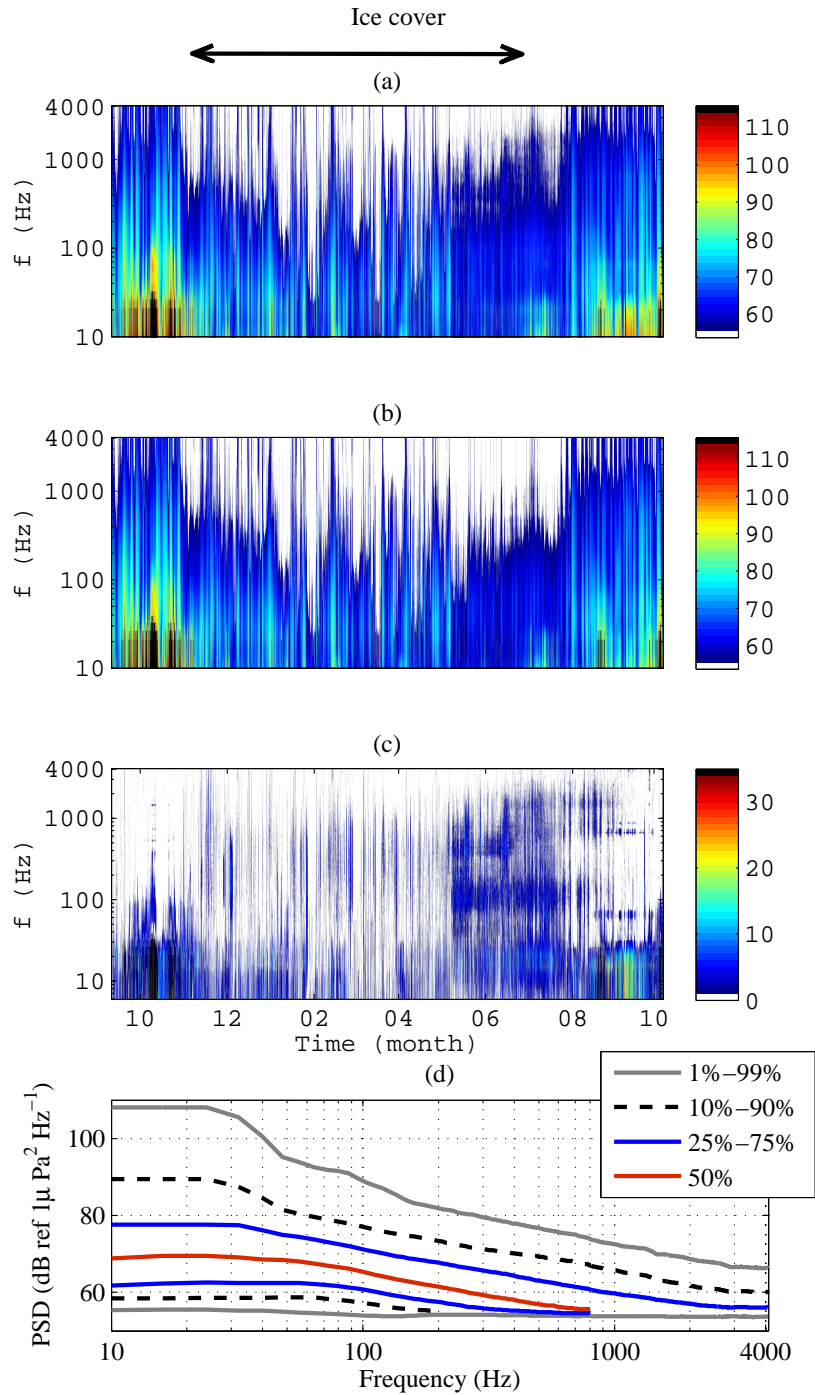 Ice cover
(a)
4000
1000
100
10
f (Hz)
110
100
90
80
70
60
(b)
4000
1000
100
10
f (Hz)
110
100
90
80
70
60
(c)
4000
1000
100
10
f (Hz)
30
20
10
0
10 12 02 04 06 08 10
Time (month)
(d)
1%−99%
10%−90%
25%−75%
50%
PSD (dB ref 1μ Pa² Hz⁻¹)
100
80
60
10 100 1000 4000
Frequency (Hz)